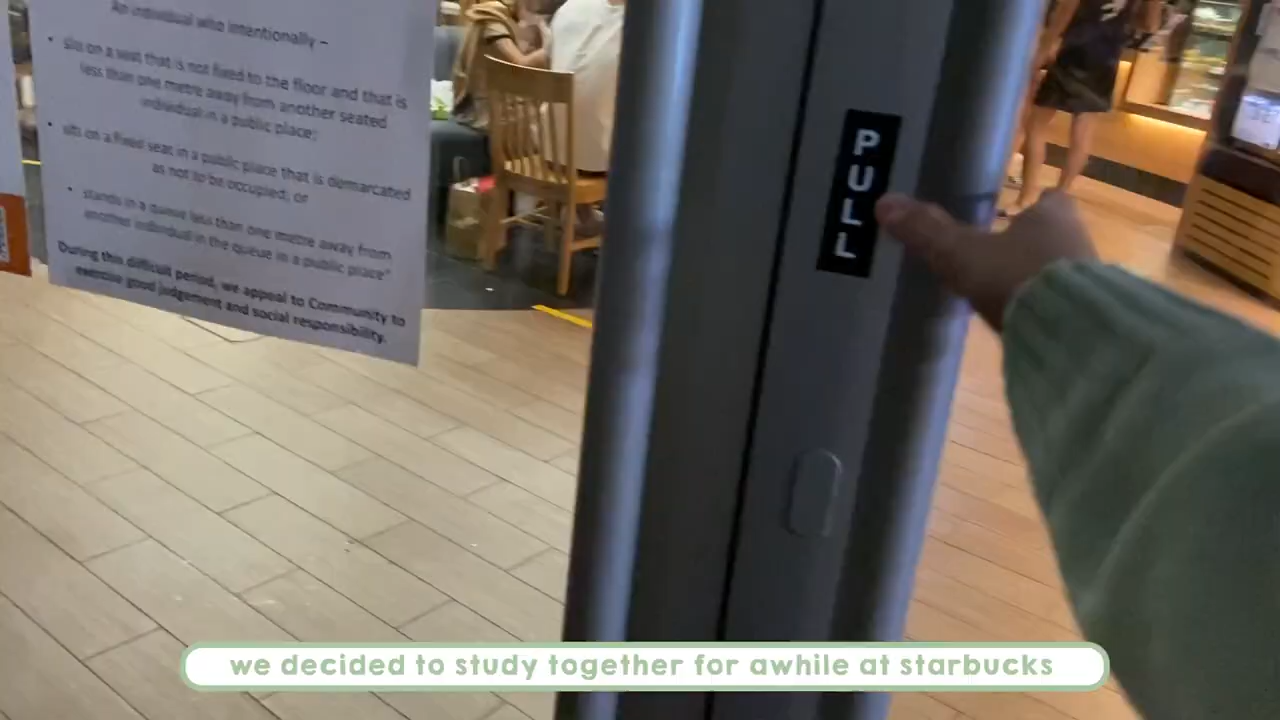 An individual who intentionally –
• sits on a seat that is not fixed to the floor and that is
less than one metre away from another seated
individual in a public place;
• sits on a fixed seat in a public place that is demarcated
as not to be occupied; or
• stands in a queue less than one metre away from
another individual in the queue in a public place"
During this difficult period, we appeal to Community to
exercise good judgement and social responsibility.
PULL
we decided to study together for awhile at starbucks